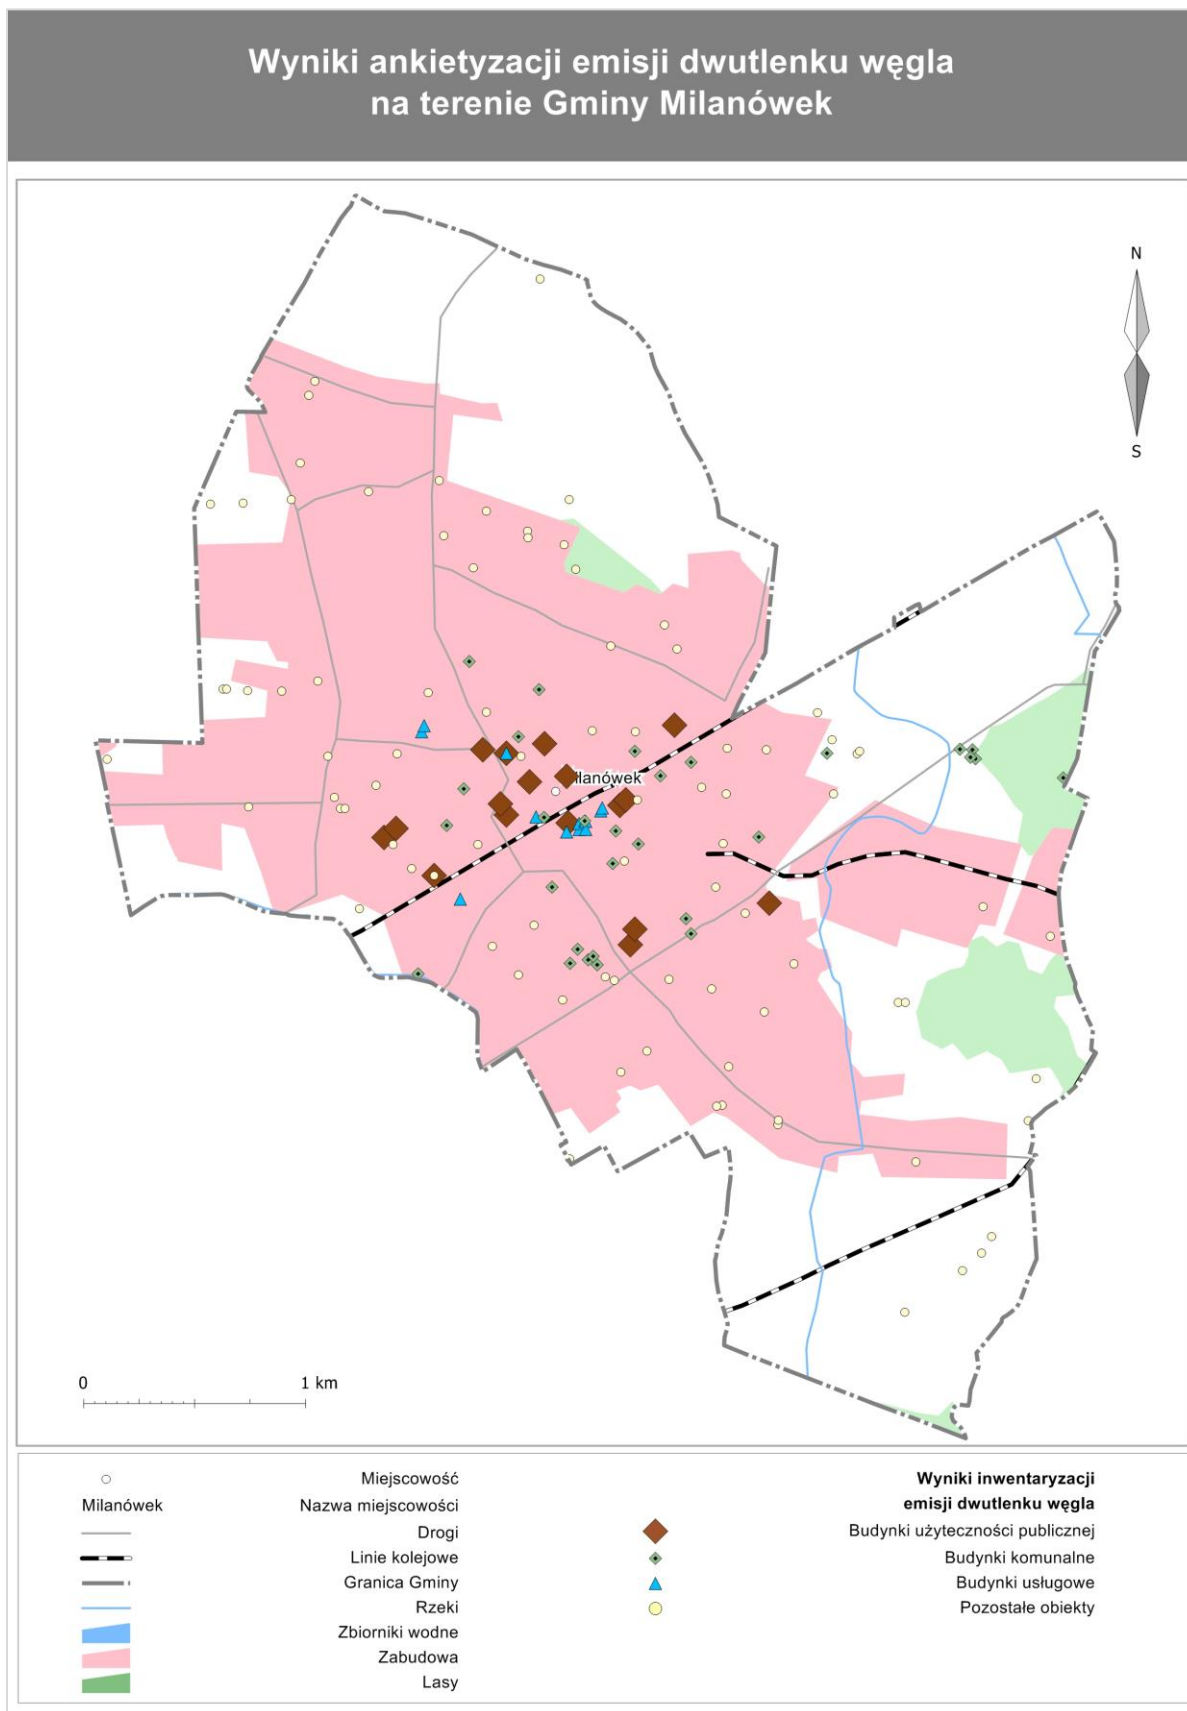 Wyniki ankietyzacji emisji dwutlenku węgla
na terenie Gminy Milanówek
N
S
Milanówek
0 1 km
Miejscowość
Milanówek Nazwa miejscowości
Drogi
Linie kolejowe
Granica Gminy
Rzeki
Zbiorniki wodne
Zabudowa
Lasy
Wyniki inwentaryzacji
emisji dwutlenku węgla
Budynki użyteczności publicznej
Budynki komunalne
Budynki usługowe
Pozostałe obiekty